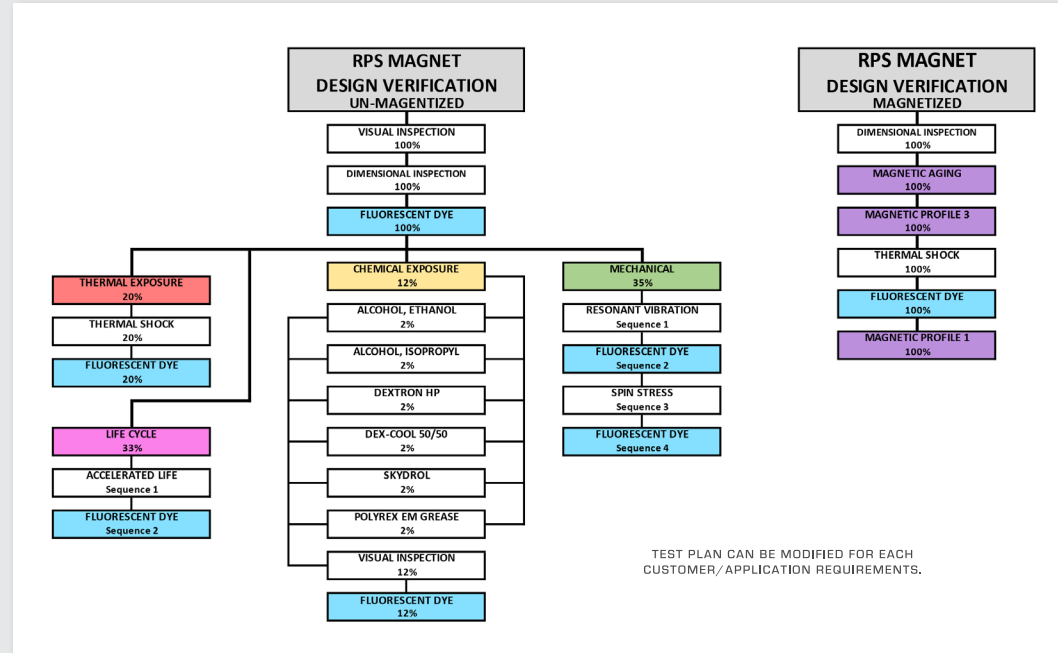 RPS MAGNET
DESIGN VERIFICATION
UN-MAGENTIZED
VISUAL INSPECTION
100%
DIMENSIONAL INSPECTION
100%
FLUORESCENT DYE
100%
THERMAL EXPOSURE
20%
THERMAL SHOCK
20%
FLUORESCENT DYE
20%
LIFE CYCLE
33%
ACCELERATED LIFE
Sequence 1
FLUORESCENT DYE
Sequence 2
CHEMICAL EXPOSURE
12%
ALCOHOL, ETHANOL
2%
ALCOHOL, ISOPROPYL
2%
DEXTRON HP
2%
DEX-COOL 50/50
2%
SKYDROL
2%
POLYREX EM GREASE
2%
VISUAL INSPECTION
12%
FLUORESCENT DYE
12%
MECHANICAL
35%
RESONANT VIBRATION
Sequence 1
FLUORESCENT DYE
Sequence 2
SPIN STRESS
Sequence 3
FLUORESCENT DYE
Sequence 4
RPS MAGNET
DESIGN VERIFICATION
MAGNETIZED
DIMENSIONAL INSPECTION
100%
MAGNETIC AGING
100%
MAGNETIC PROFILE 3
100%
THERMAL SHOCK
100%
FLUORESCENT DYE
100%
MAGNETIC PROFILE 1
100%
TEST PLAN CAN BE MODIFIED FOR EACH
CUSTOMER/APPLICATION REQUIREMENTS.